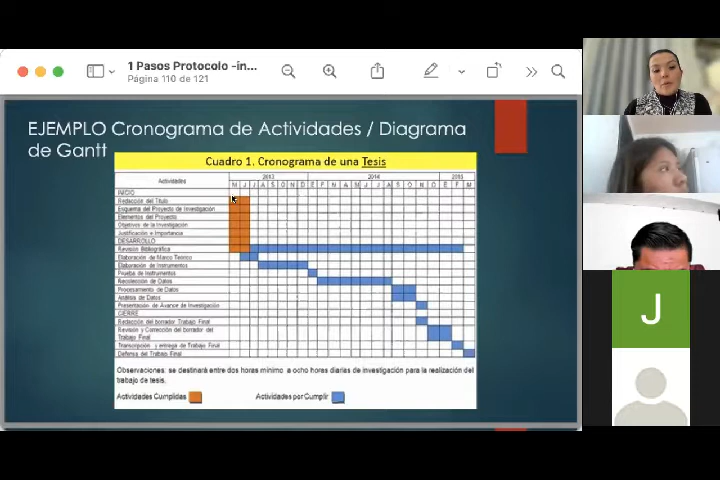 1 Pasos Protocolo -in...
Página 110 de 121
EJEMPLO Cronograma de Actividades / Diagrama
de Gantt
Cuadro 1. Cronograma de una Tesis
Actividades
2013 2014 2015
M J J A S O N D E F M A M J J A S O N D E F M
INICIO
Redacción del Título
Esquema del Proyecto de Investigación
Elementos del Proyecto
Objetivos de la Investigación
Justificación e Importancia
DESARROLLO
Revisión Bibliográfica
Elaboración de Marco Teórico
Elaboración de Instrumentos
Prueba de Instrumentos
Recolección de Datos
Procesamiento de Datos
Análisis de Datos
Presentación de Avance de Investigación
CIERRE
Redacción del borrador Trabajo Final
Revisión y Corrección del borrador del
Trabajo Final
Transcripción y entrega de Trabajo Final
Defensa del Trabajo Final
Observaciones: se destinará entre dos horas mínimo a ocho horas diarias de investigación para la realización del
trabajo de tesis.
Actividades Cumplidas
Actividades por Cumplir
J